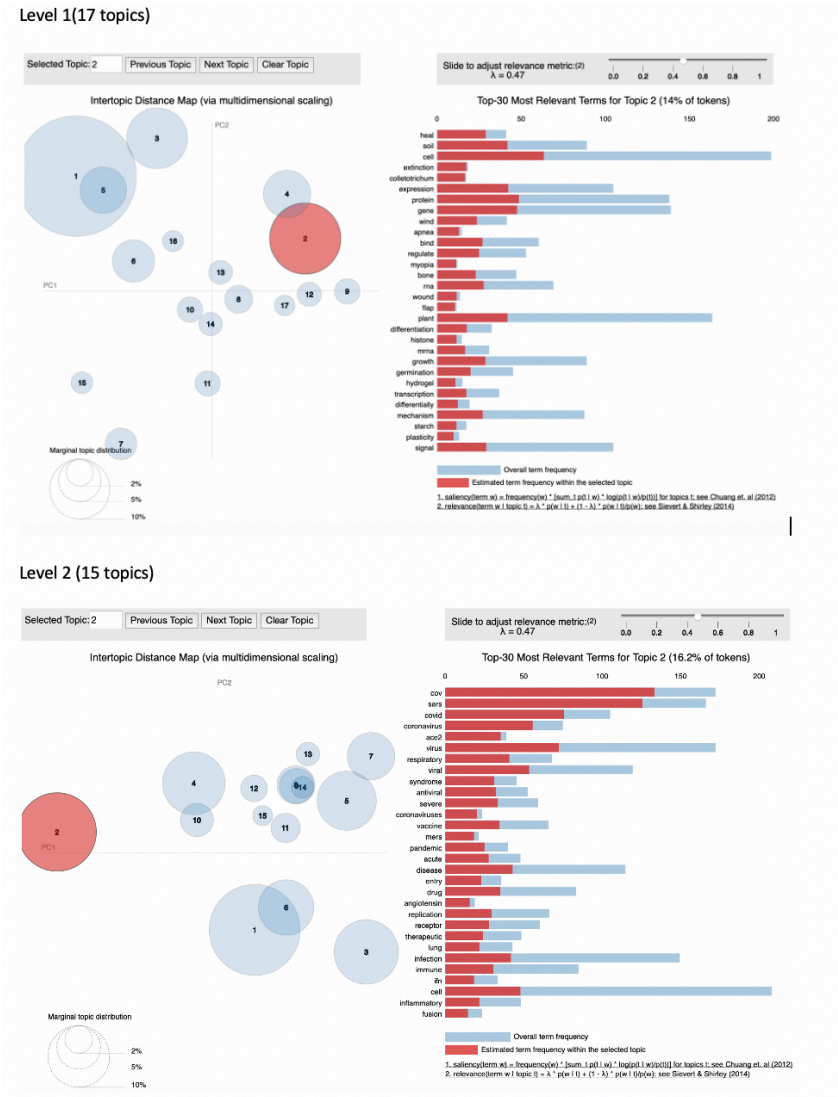 Level 1(17 topics)
Selected Topic: 2 Previous Topic Next Topic Clear Topic
Slide to adjust relevance metric:(2)
λ = 0.47
0.0 0.2 0.4 0.6 0.8 1
Intertopic Distance Map (via multidimensional scaling)
PC2
PC1
1
2
3
4
5
6
7
8
9
10
11
12
13
14
15
16
17
Marginal topic distribution
2%
5%
10%
Top-30 Most Relevant Terms for Topic 2 (14% of tokens)
0 50 100 150 200
heal
soil
cell
extinction
colletotrichum
expression
protein
gene
wind
apnea
bind
regulate
myopia
bone
rna
wound
flap
plant
differentiation
histone
mrna
growth
germination
hydrogel
transcription
differentially
mechanism
starch
plasticity
signal
Overall term frequency
Estimated term frequency within the selected topic
1. saliency(term w) = frequency(w) * [sum_t p(t | w) * log(p(t | w)/p(t))] for topics t; see Chuang et. al (2012)
2. relevance(term w | topic t) = λ * p(w | t) + (1 - λ) * p(w | t)/p(w); see Sievert & Shirley (2014)
Level 2 (15 topics)
Selected Topic: 2 Previous Topic Next Topic Clear Topic
Slide to adjust relevance metric:(2)
λ = 0.47
0.0 0.2 0.4 0.6 0.8 1
Intertopic Distance Map (via multidimensional scaling)
PC2
PC1
1
2
3
4
5
6
7
10
11
12
13
14
15
Marginal topic distribution
2%
5%
10%
Top-30 Most Relevant Terms for Topic 2 (16.2% of tokens)
0 50 100 150 200
cov
sars
covid
coronavirus
ace2
virus
respiratory
viral
syndrome
antiviral
severe
coronaviruses
vaccine
mers
pandemic
acute
disease
entry
drug
angiotensin
replication
receptor
therapeutic
lung
infection
immune
ifn
cell
inflammatory
fusion
Overall term frequency
Estimated term frequency within the selected topic
1. saliency(term w) = frequency(w) * [sum_t p(t | w) * log(p(t | w)/p(t))] for topics t; see Chuang et. al (2012)
2. relevance(term w | topic t) = λ * p(w | t) + (1 - λ) * p(w | t)/p(w); see Sievert & Shirley (2014)